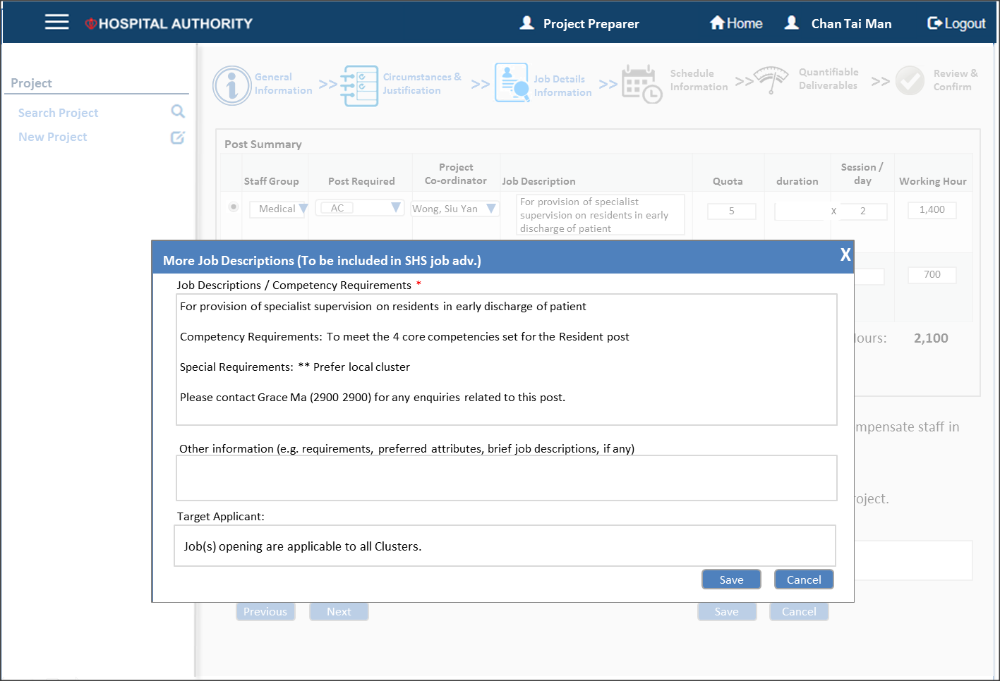 HOSPITAL AUTHORITY
Project Preparer
Home
Chan Tai Man
Logout
Project
Search Project
New Project
General
Information
>>
Circumstances &
Justification
>>
Job Details
Information
>>
Schedule
Information
>>
Quantifiable
Deliverables
>>
Review &
Confirm
Post Summary
Staff Group
Post Required
Project
Co-ordinator
Job Description
Quota
duration
Session /
day
Working Hour
Medical
AC
Wong, Siu Yan
For provision of specialist
supervision on residents in early
discharge of patient
5
X
2
1,400
700
2,100
More Job Descriptions (To be included in SHS job adv.)
X
Job Descriptions / Competency Requirements *
For provision of specialist supervision on residents in early discharge of patient
Competency Requirements: To meet the 4 core competencies set for the Resident post
Special Requirements: ** Prefer local cluster
Please contact Grace Ma (2900 2900) for any enquiries related to this post.
mpensate staff in
Other information (e.g. requirements, preferred attributes, brief job descriptions, if any)
roject.
Target Applicant:
Job(s) opening are applicable to all Clusters.
Save
Cancel
Previous
Next
Save
Cancel